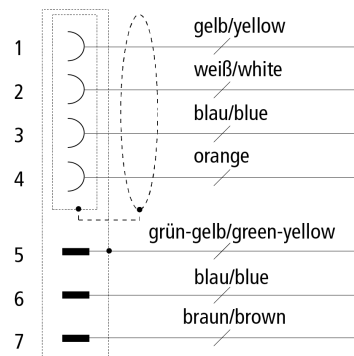 1 gelb/yellow
2 weiß/white
3 blau/blue
4 orange
5 grün-gelb/green-yellow
6 blau/blue
7 braun/brown